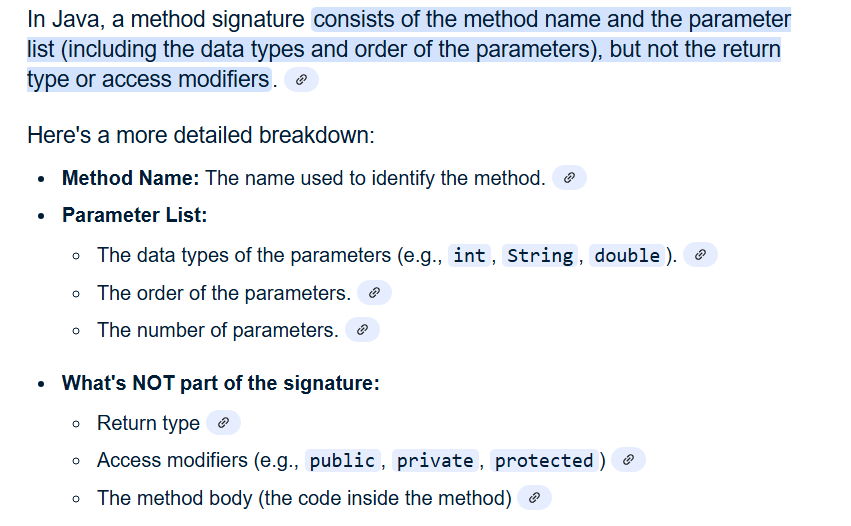 In Java, a method signature consists of the method name and the parameter
list (including the data types and order of the parameters), but not the return
type or access modifiers.
Here's a more detailed breakdown:
• Method Name: The name used to identify the method.
• Parameter List:
◦ The data types of the parameters (e.g., int, String, double).
◦ The order of the parameters.
◦ The number of parameters.
• What's NOT part of the signature:
◦ Return type
◦ Access modifiers (e.g., public, private, protected)
◦ The method body (the code inside the method)